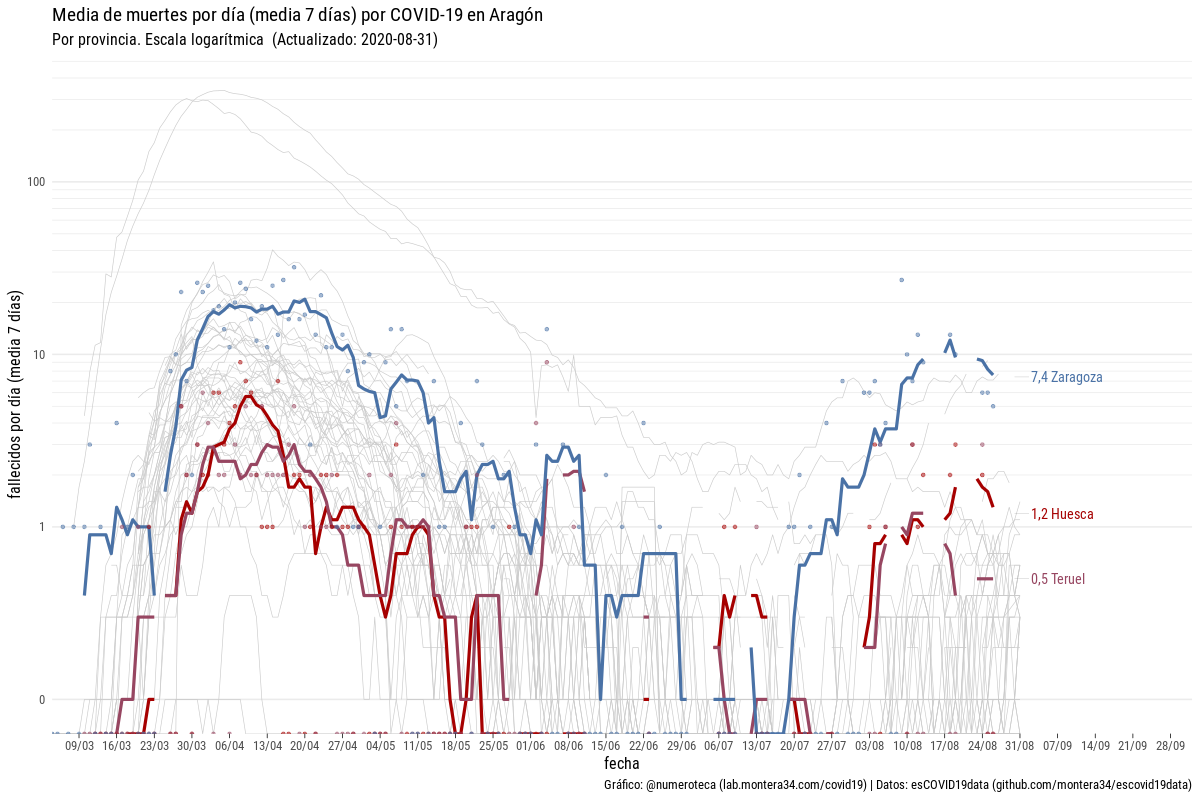 Media de muertes por día (media 7 días) por COVID-19 en Aragón
Por provincia. Escala logarítmica  (Actualizado: 2020-08-31)
fallecidos por día (media  7 días)
100
10
1
0
7,4 Zaragoza
1,2 Huesca
0,5 Teruel
09/03 16/03 23/03 30/03 06/04 13/04 20/04 27/04 04/05 11/05 18/05 25/05 01/06 08/06 15/06 22/06 29/06 06/07 13/07 20/07 27/07 03/08 10/08 17/08 24/08 31/08 07/09 14/09 21/09 28/09
fecha
Gráfico: @numeroteca (lab.montera34.com/covid19) | Datos: esCOVID19data (github.com/montera34/escovid19data)